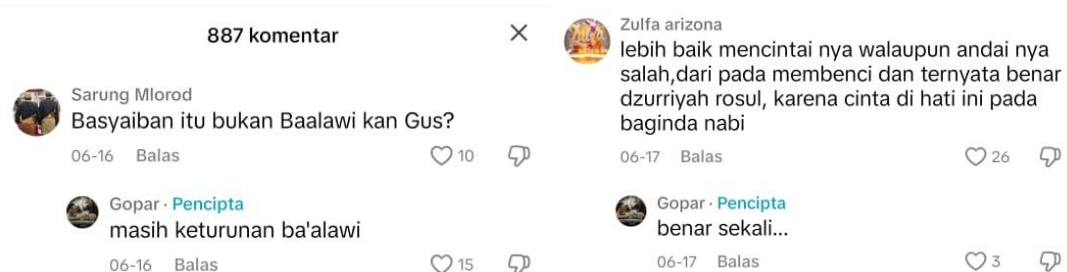 887 komentar
Sarung Mlorod
Basyaiban itu bukan Baalawi kan Gus?
06-16 Balas
10
Gopar · Pencipta
masih keturunan ba'alawi
06-16 Balas
15
Zulfa arizona
lebih baik mencintai nya walaupun andai nya
salah,dari pada membenci dan ternyata benar
dzurriyah rosul, karena cinta di hati ini pada
baginda nabi
06-17 Balas
26
Gopar · Pencipta
benar sekali...
06-17 Balas
3